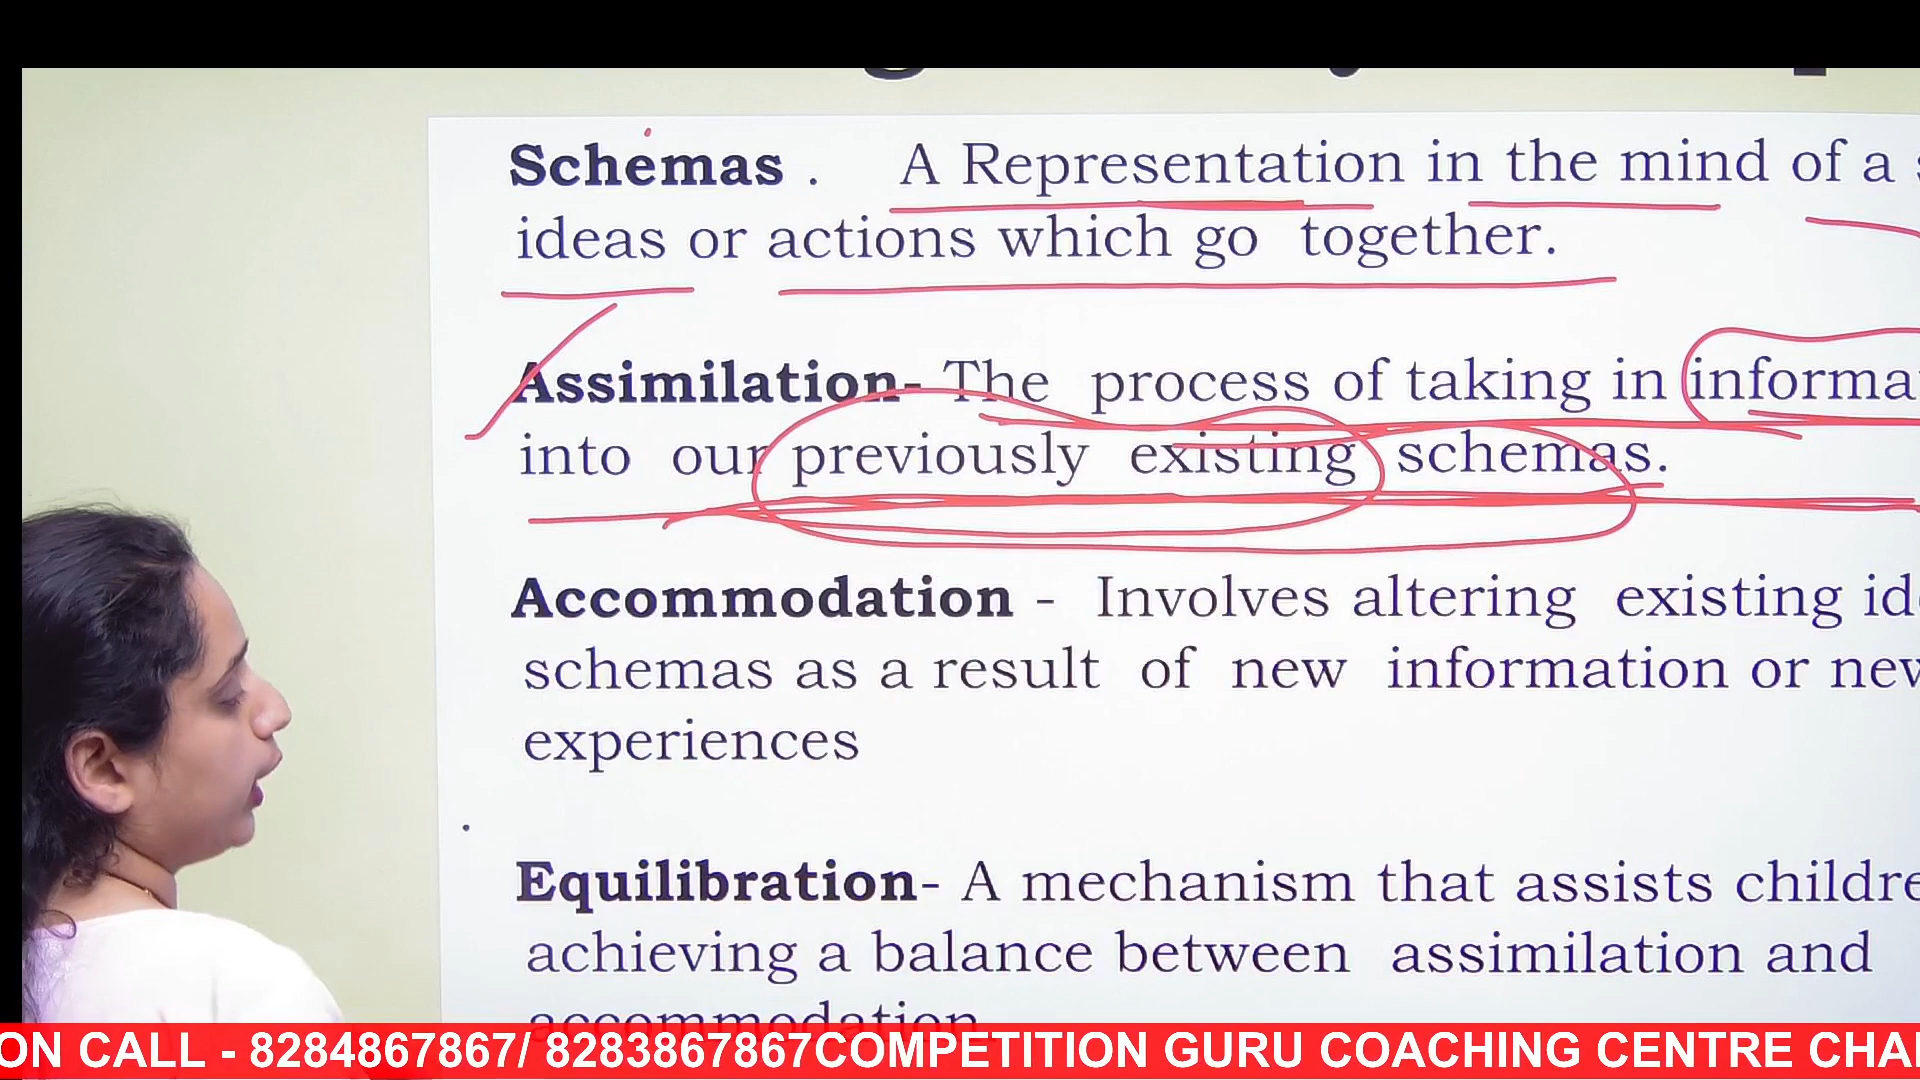 Schemas . A Representation in the mind of a
ideas or actions which go together.
Assimilation- The process of taking in informa
into our previously existing schemas.
Accommodation - Involves altering existing id
schemas as a result of new information or new
experiences
Equilibration- A mechanism that assists childre
achieving a balance between assimilation and
accommodation
ON CALL - 8284867867/ 8283867867COMPETITION GURU COACHING CENTRE CHA